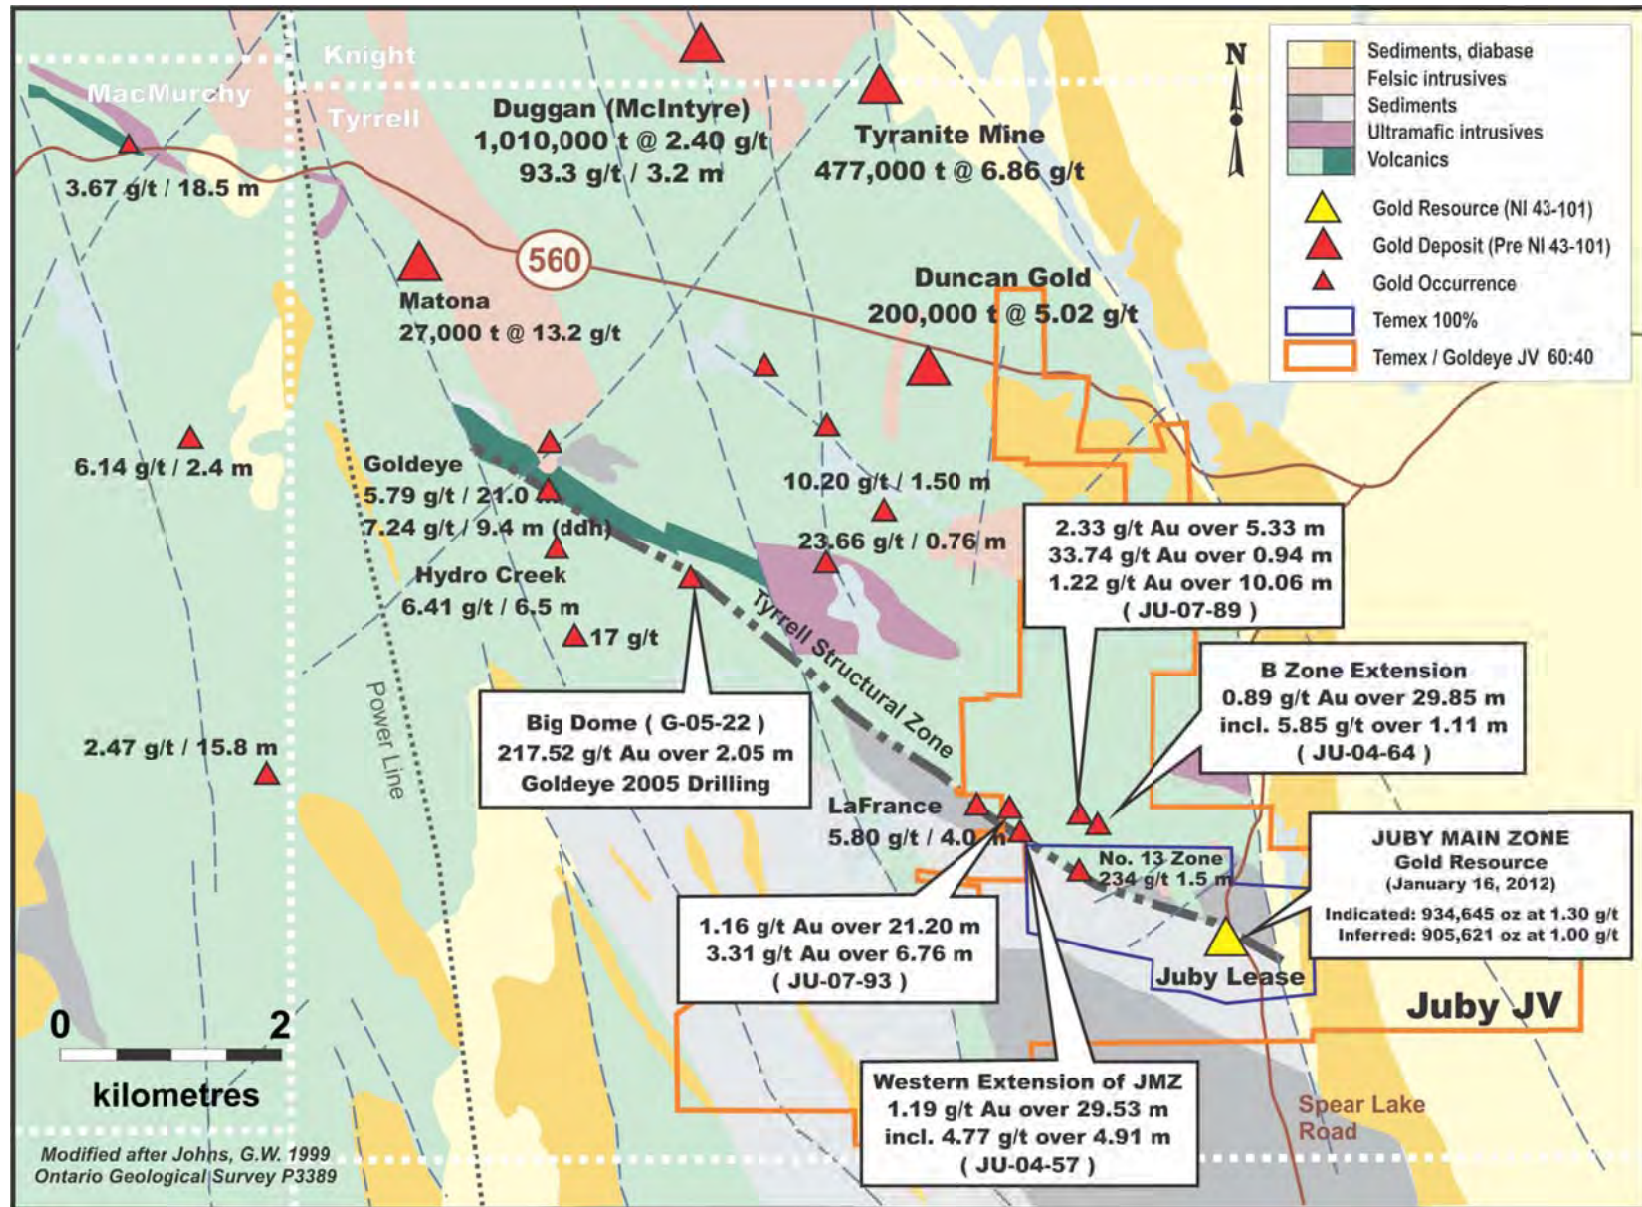 Knight
MacMurchy
Tyrrell
3.67 g/t / 18.5 m
Duggan (McIntyre)
1,010,000 t @ 2.40 g/t
93.3 g/t / 3.2 m
Tyranite Mine
477,000 t @ 6.86 g/t
N
Sediments, diabase
Felsic intrusives
Sediments
Ultramafic intrusives
Volcanics
Gold Resource (NI 43-101)
Gold Deposit (Pre NI 43-101)
Gold Occurrence
Temex 100%
Temex / Goldeye JV 60:40
560
Matona
27,000 t @ 13.2 g/t
Duncan Gold
200,000 t @ 5.02 g/t
6.14 g/t / 2.4 m
Goldeye
5.79 g/t / 21.0 m
7.24 g/t / 9.4 m (ddh)
Hydro Creek
6.41 g/t / 6.5 m
17 g/t
10.20 g/t / 1.50 m
23.66 g/t / 0.76 m
Tyrrell Structural Zone
Power Line
2.47 g/t / 15.8 m
Big Dome ( G-05-22 )
217.52 g/t Au over 2.05 m
Goldeye 2005 Drilling
2.33 g/t Au over 5.33 m
33.74 g/t Au over 0.94 m
1.22 g/t Au over 10.06 m
( JU-07-89 )
B Zone Extension
0.89 g/t Au over 29.85 m
incl. 5.85 g/t over 1.11 m
( JU-04-64 )
LaFrance
5.80 g/t / 4.0 m
No. 13 Zone
234 g/t 1.5 m
JUBY MAIN ZONE
Gold Resource
(January 16, 2012)
Indicated: 934,645 oz at 1.30 g/t
Inferred: 905,621 oz at 1.00 g/t
1.16 g/t Au over 21.20 m
3.31 g/t Au over 6.76 m
( JU-07-93 )
Juby Lease
Juby JV
Western Extension of JMZ
1.19 g/t Au over 29.53 m
incl. 4.77 g/t over 4.91 m
( JU-04-57 )
Spear Lake
Road
0 2
kilometres
Modified after Johns, G.W. 1999
Ontario Geological Survey P3389